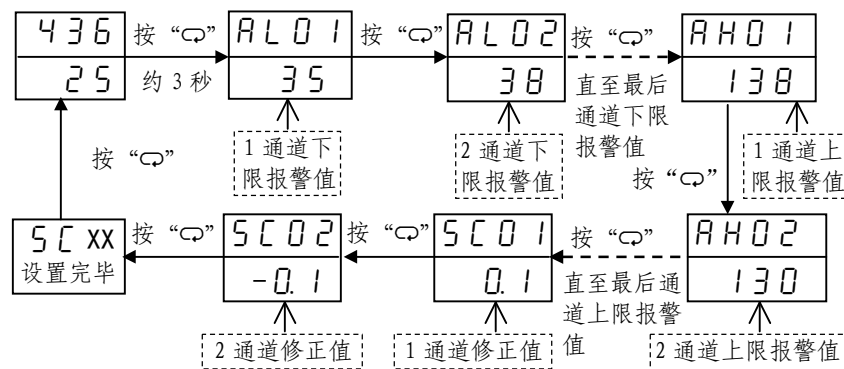 436
25
按 “⮎”
约 3 秒
AL01
35
1 通道下
限报警值
按 “⮎”
AL02
38
2 通道下
限报警值
按 “⮎”
直至最后
通道下限
报警值
AH01
138
1 通道上
限报警值
按 “⮎”
AH02
130
2 通道上限报警值
按 “⮎”
直至最后通
道上限报警
值
SC01
0.1
1 通道修正值
按 “⮎”
SC02
-0.1
2 通道修正值
按 “⮎”
SC XX
设置完毕
按 “⮎”